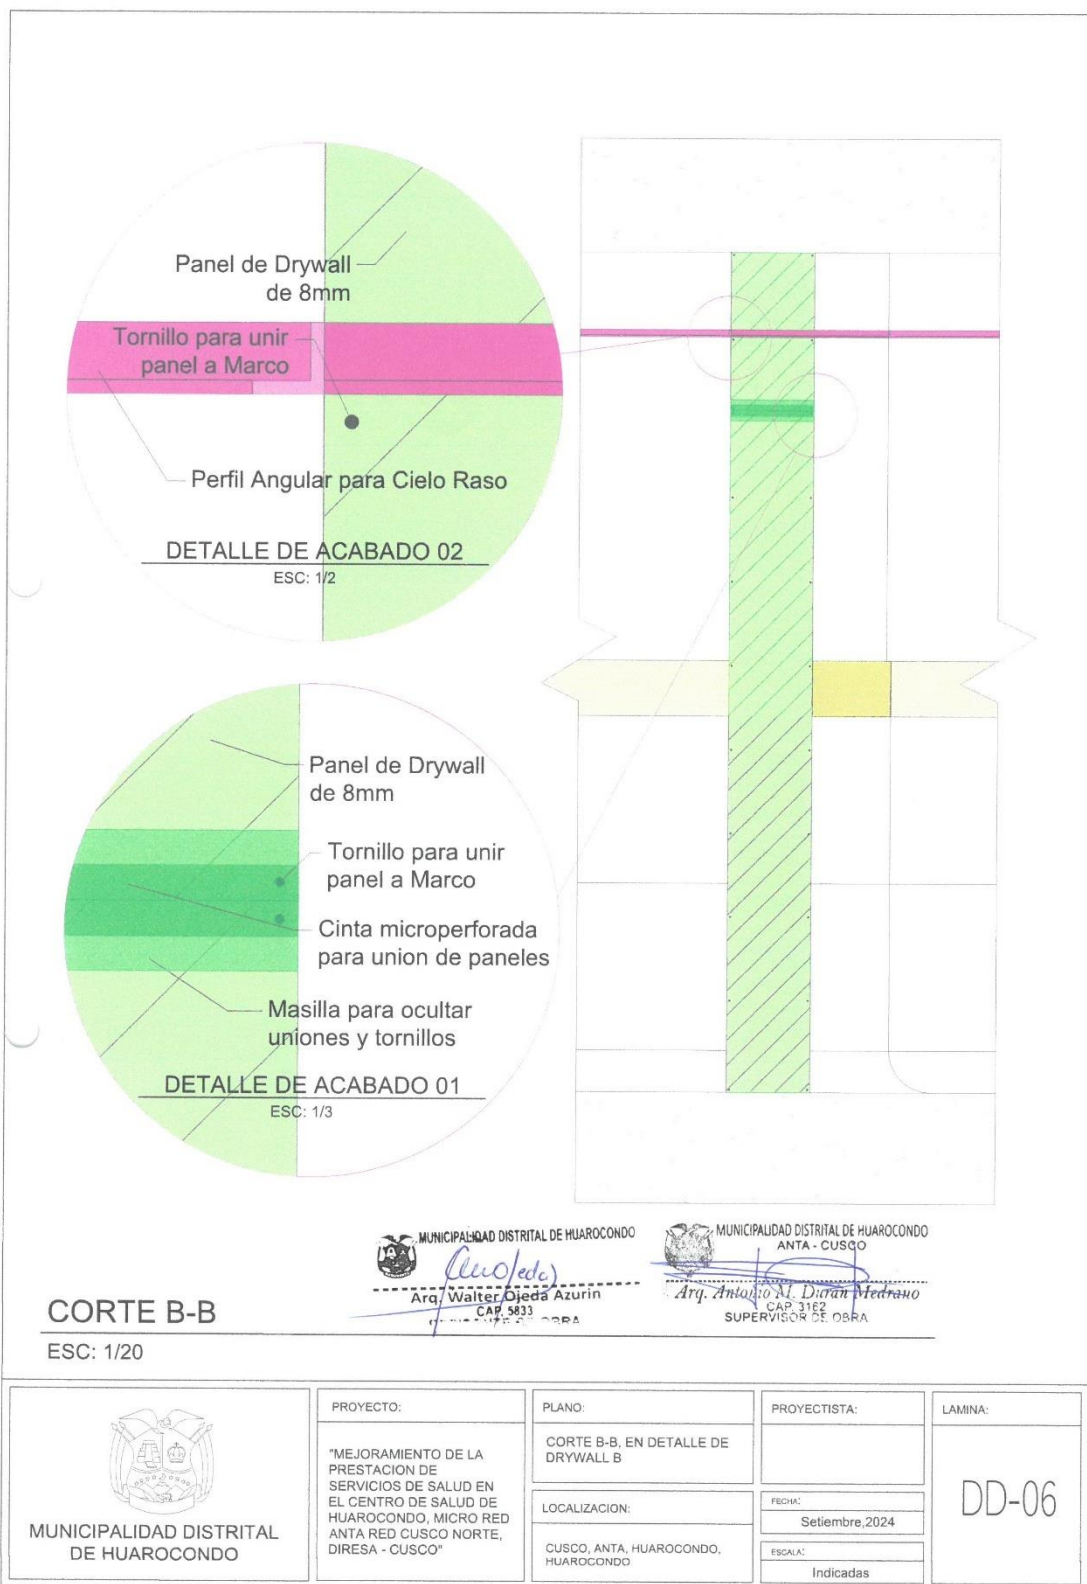 Panel de Drywall
de 8mm
Tornillo para unir
panel a Marco
Perfil Angular para Cielo Raso
DETALLE DE ACABADO 02
ESC: 1/2
Panel de Drywall
de 8mm
Tornillo para unir
panel a Marco
Cinta microperforada
para union de paneles
Masilla para ocultar
uniones y tornillos
DETALLE DE ACABADO 01
ESC: 1/3
MUNICIPALIDAD DISTRITAL DE HUAROCONDO
Arq. Walter Ojeda Azurin
CAP. 5833
OBRA
MUNICIPALIDAD DISTRITAL DE HUAROCONDO
ANTA - CUSCO
Arq. Antonio M. Durán Medrano
CAP. 3162
SUPERVISOR DE OBRA
CORTE B-B
ESC: 1/20
MUNICIPALIDAD DISTRITAL
DE HUAROCONDO
PROYECTO:
"MEJORAMIENTO DE LA
PRESTACION DE
SERVICIOS DE SALUD EN
EL CENTRO DE SALUD DE
HUAROCONDO, MICRO RED
ANTA RED CUSCO NORTE,
DIRESA - CUSCO"
PLANO:
CORTE B-B, EN DETALLE DE
DRYWALL B
LOCALIZACION:
CUSCO, ANTA, HUAROCONDO,
HUAROCONDO
PROYECTISTA:
FECHA:
Setiembre,2024
ESCALA:
Indicadas
LAMINA:
DD-06